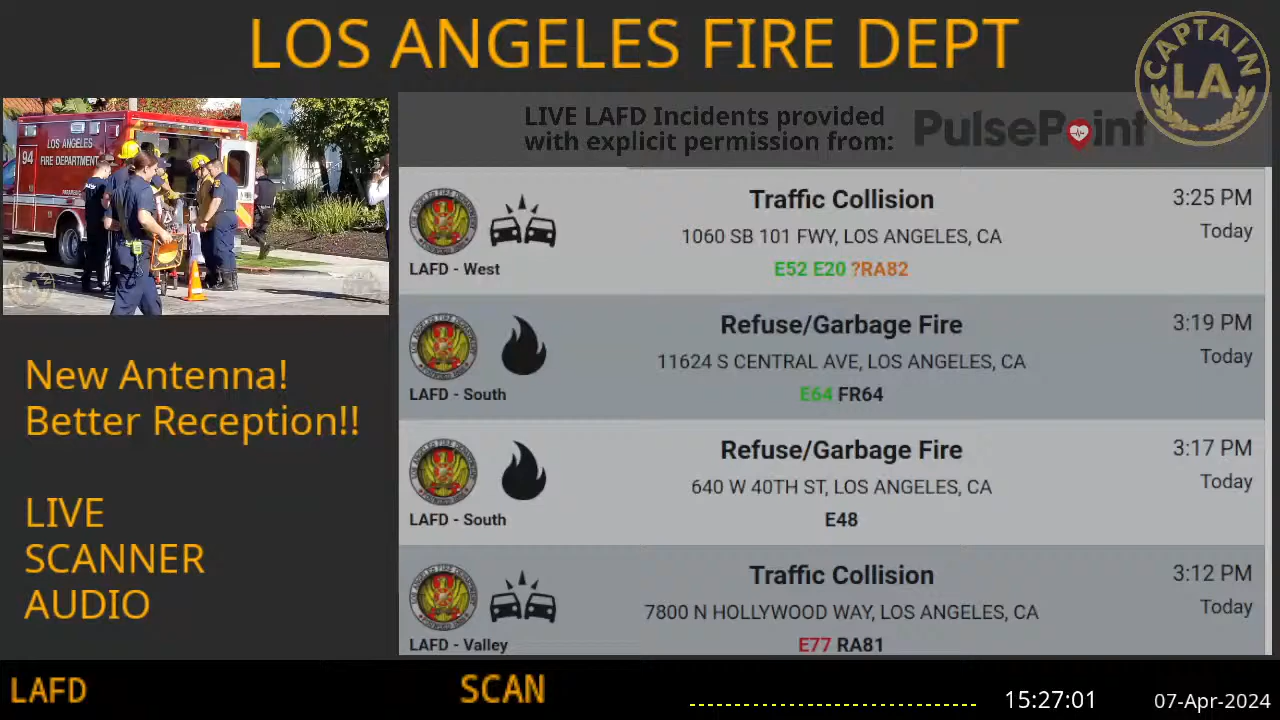 LOS ANGELES FIRE DEPT
CAPTAIN
LA
LIVE LAFD Incidents provided
with explicit permission from:
PulsePoint
94
LOS ANGELES
FIRE DEPARTMENT
Traffic Collision
3:25 PM
1060 SB 101 FWY, LOS ANGELES, CA
Today
LAFD - West
E52 E20 ?RA82
Refuse/Garbage Fire
3:19 PM
11624 S CENTRAL AVE, LOS ANGELES, CA
Today
LAFD - South
E64 FR64
Refuse/Garbage Fire
3:17 PM
640 W 40TH ST, LOS ANGELES, CA
Today
LAFD - South
E48
Traffic Collision
3:12 PM
7800 N HOLLYWOOD WAY, LOS ANGELES, CA
Today
LAFD - Valley
E77 RA81
New Antenna!
Better Reception!!
LIVE
SCANNER
AUDIO
LAFD
SCAN
15:27:01
07-Apr-2024